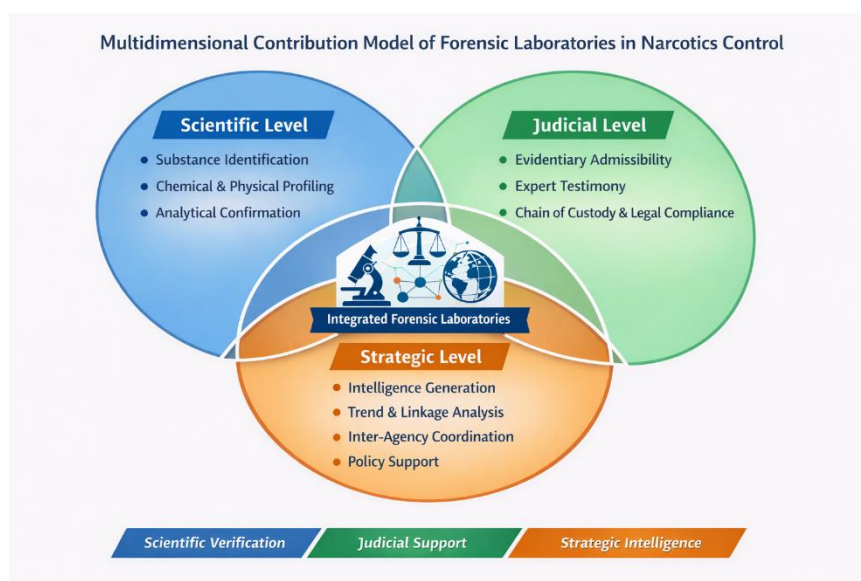 Multidimensional Contribution Model of Forensic Laboratories in Narcotics Control
Scientific Level
• Substance Identification
• Chemical & Physical Profiling
• Analytical Confirmation
Judicial Level
• Evidentiary Admissibility
• Expert Testimony
• Chain of Custody & Legal Compliance
Integrated Forensic Laboratories
Strategic Level
• Intelligence Generation
• Trend & Linkage Analysis
• Inter-Agency Coordination
• Policy Support
Scientific Verification
Judicial Support
Strategic Intelligence